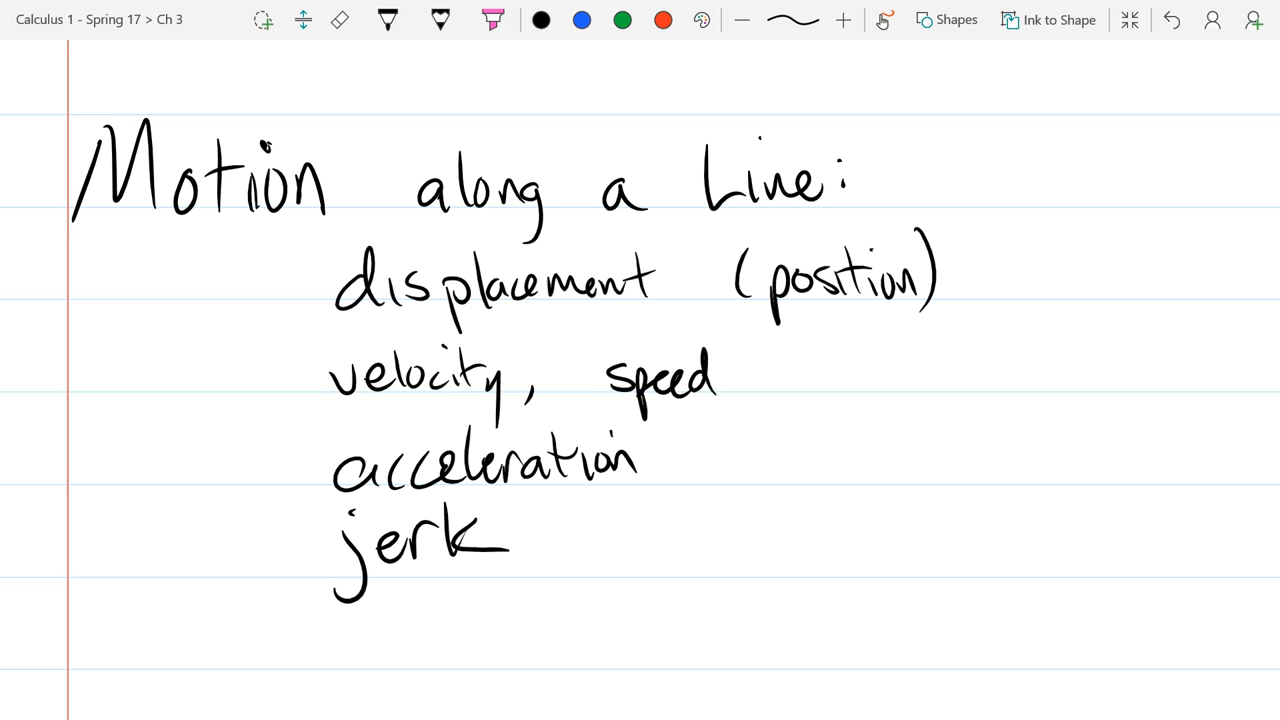 Calculus 1 - Spring 17 > Ch 3
Shapes
Ink to Shape
Motion along a Line:
displacement (position)
velocity, speed
acceleration
jerk